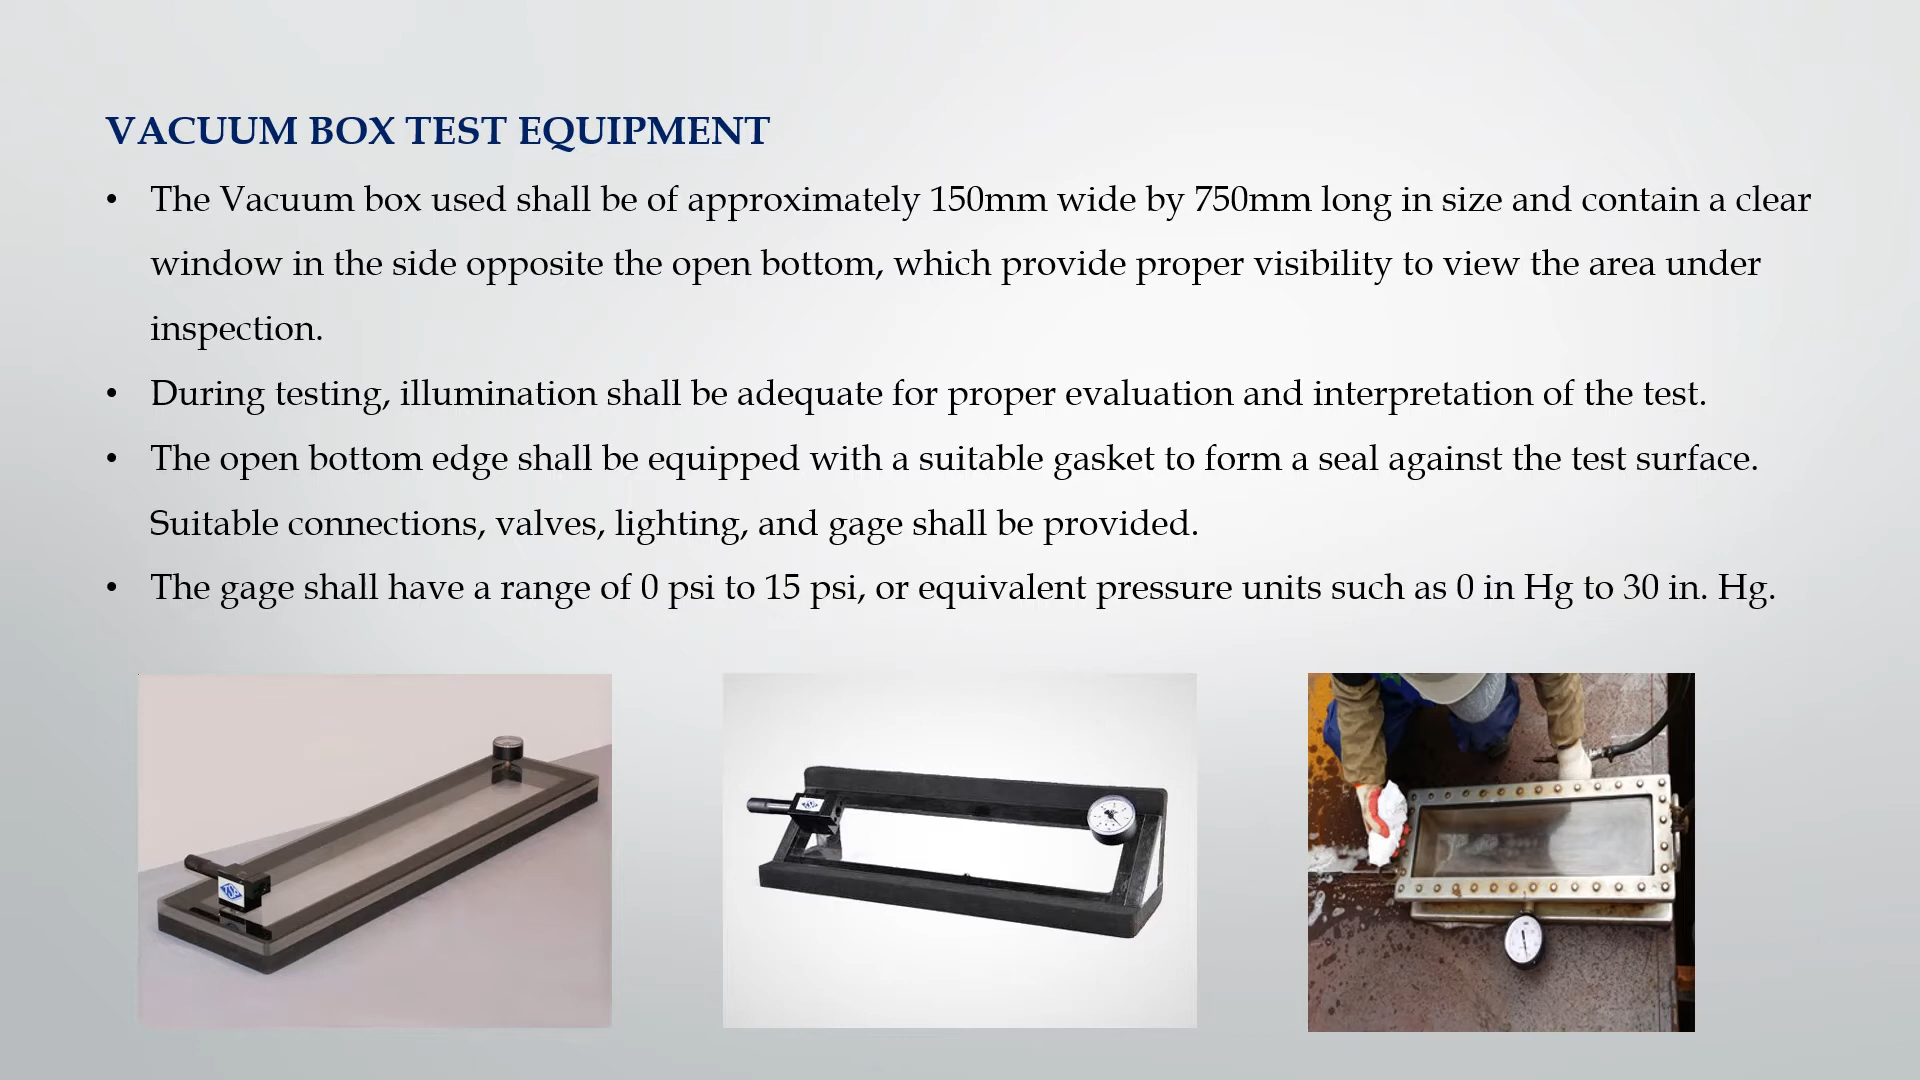 VACUUM BOX TEST EQUIPMENT
• The Vacuum box used shall be of approximately 150mm wide by 750mm long in size and contain a clear
window in the side opposite the open bottom, which provide proper visibility to view the area under
inspection.
• During testing, illumination shall be adequate for proper evaluation and interpretation of the test.
• The open bottom edge shall be equipped with a suitable gasket to form a seal against the test surface.
Suitable connections, valves, lighting, and gage shall be provided.
• The gage shall have a range of 0 psi to 15 psi, or equivalent pressure units such as 0 in Hg to 30 in. Hg.